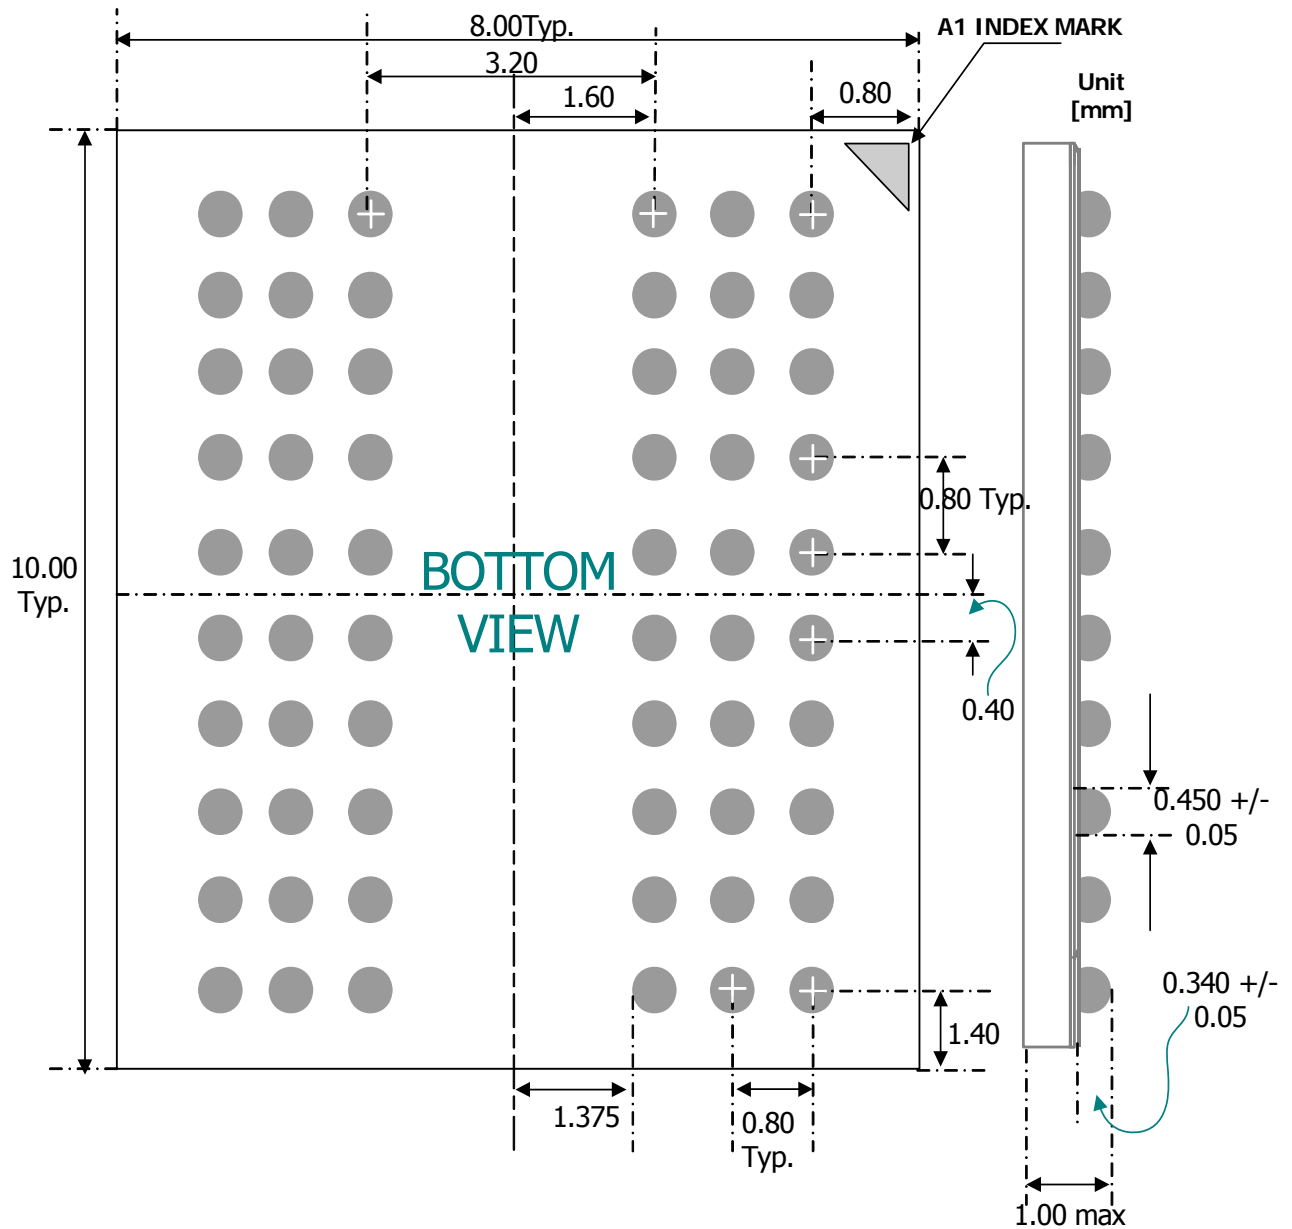 8.00Typ.
A1 INDEX MARK
3.20
Unit
[mm]
1.60
0.80
0.80 Typ.
10.00
Typ.
BOTTOM
VIEW
0.40
0.450 +/-
0.05
0.340 +/-
0.05
1.40
1.375
0.80
Typ.
1.00 max